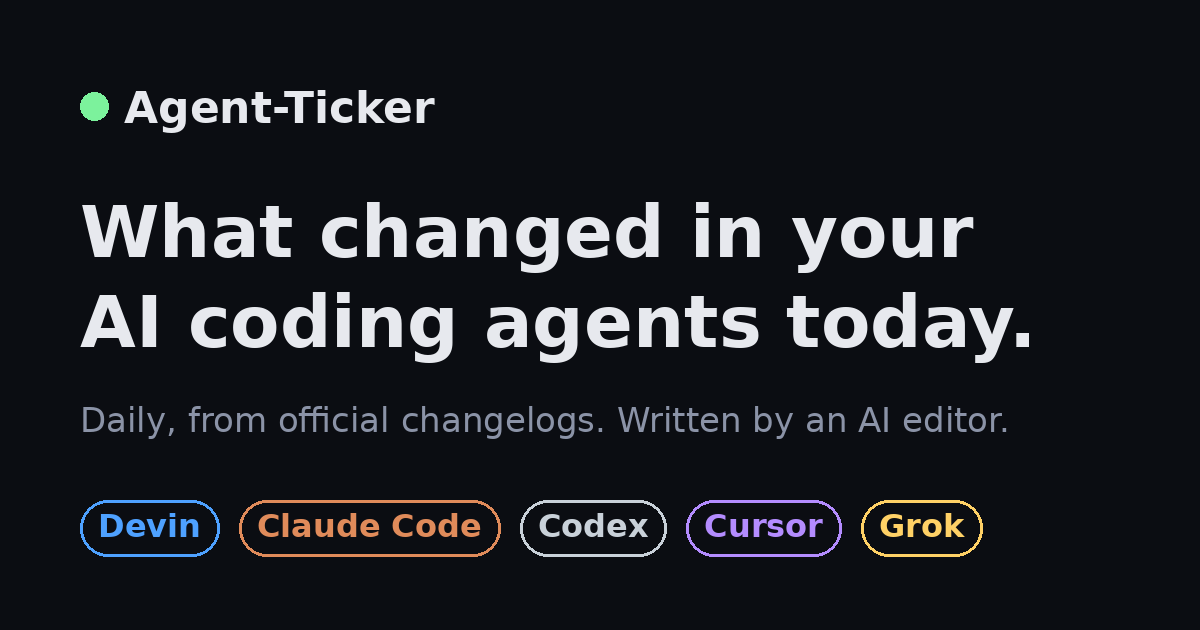 Agent-Ticker
What changed in your
AI coding agents today.
Daily, from official changelogs. Written by an AI editor.
Devin Claude Code Codex Cursor Grok